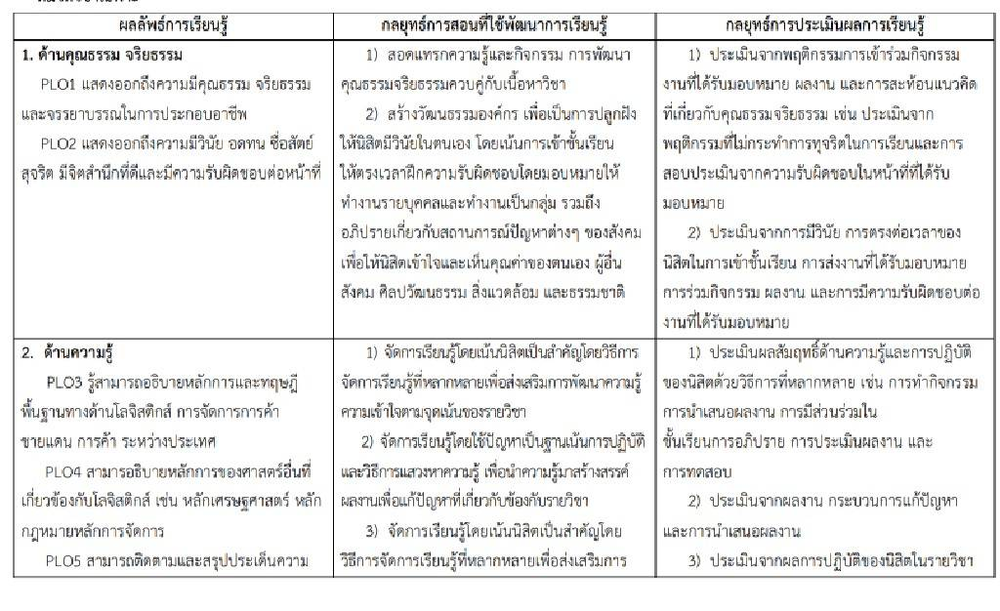 ผลลัพธ์การเรียนรู้
กลยุทธ์การสอนที่ใช้พัฒนาการเรียนรู้
กลยุทธ์การประเมินผลการเรียนรู้
1. ด้านคุณธรรม จริยธรรม
PLO1 แสดงออกถึงความมีคุณธรรม จริยธรรม
และจรรยาบรรณในการประกอบอาชีพ
PLO2 แสดงออกถึงความมีวินัย อดทน ซื่อสัตย์
สุจริต มีจิตสำนึกที่ดีและมีความรับผิดชอบต่อหน้าที่
1) สอดแทรกความรู้และกิจกรรม การพัฒนา
คุณธรรมจริยธรรมควบคู่กับเนื้อหาวิชา
2) สร้างวัฒนธรรมองค์กร เพื่อเป็นการปลูกฝัง
ให้นิสิตมีวินัยในตนเอง โดยเน้นการเข้าชั้นเรียน
ให้ตรงเวลาฝึกความรับผิดชอบโดยมอบหมายให้
ทำงานรายบุคคลและทำงานเป็นกลุ่ม รวมถึง
อภิปรายเกี่ยวกับสถานการณ์ปัญหาต่างๆ ของสังคม
เพื่อให้นิสิตเข้าใจและเห็นคุณค่าของตนเอง ผู้อื่น
สังคม ศิลปวัฒนธรรม สิ่งแวดล้อม และธรรมชาติ
1) ประเมินจากพฤติกรรมการเข้าร่วมกิจกรรม
งานที่ได้รับมอบหมาย ผลงาน และการสะท้อนแนวคิด
ที่เกี่ยวกับคุณธรรมจริยธรรม เช่น ประเมินจาก
พฤติกรรมที่ไม่กระทำการทุจริตในการเรียนและการ
สอบประเมินจากความรับผิดชอบในหน้าที่ที่ได้รับ
มอบหมาย
2) ประเมินจากการมีวินัย การตรงต่อเวลาของ
นิสิตในการเข้าชั้นเรียน การส่งงานที่ได้รับมอบหมาย
การร่วมกิจกรรม ผลงาน และการมีความรับผิดชอบต่อ
งานที่ได้รับมอบหมาย
2. ด้านความรู้
PLO3 รู้สามารถอธิบายหลักการและทฤษฎี
พื้นฐานทางด้านโลจิสติกส์ การจัดการการค้า
ชายแดน การค้า ระหว่างประเทศ
PLO4 สามารอธิบายหลักการของศาสตร์อื่นที่
เกี่ยวข้องกับโลจิสติกส์ เช่น หลักเศรษฐศาสตร์ หลัก
กฎหมายหลักการจัดการ
PLO5 สามารถติดตามและสรุปประเด็นความ
1) จัดการเรียนรู้โดยเน้นนิสิตเป็นสำคัญโดยวิธีการ
จัดการเรียนรู้ที่หลากหลายเพื่อส่งเสริมการพัฒนาความรู้
ความเข้าใจตามจุดเน้นของรายวิชา
2) จัดการเรียนรู้โดยใช้ปัญหาเป็นฐานเน้นการปฏิบัติ
และวิธีการแสวงหาความรู้ เพื่อนำความรู้มาสร้างสรรค์
ผลงานเพื่อแก้ปัญหาที่เกี่ยวกับข้องกับรายวิชา
3) จัดการเรียนรู้โดยเน้นนิสิตเป็นสำคัญโดย
วิธีการจัดการเรียนรู้ที่หลากหลายเพื่อส่งเสริมการ
1) ประเมินผลสัมฤทธิ์ด้านความรู้และการปฏิบัติ
ของนิสิตด้วยวิธีการที่หลากหลาย เช่น การทำกิจกรรม
การนำเสนอผลงาน การมีส่วนร่วมใน
ชั้นเรียนการอภิปราย การประเมินผลงาน และ
การทดสอบ
2) ประเมินจากผลงาน กระบวนการแก้ปัญหา
และการนำเสนอผลงาน
3) ประเมินจากผลการปฏิบัติของนิสิตในรายวิชา